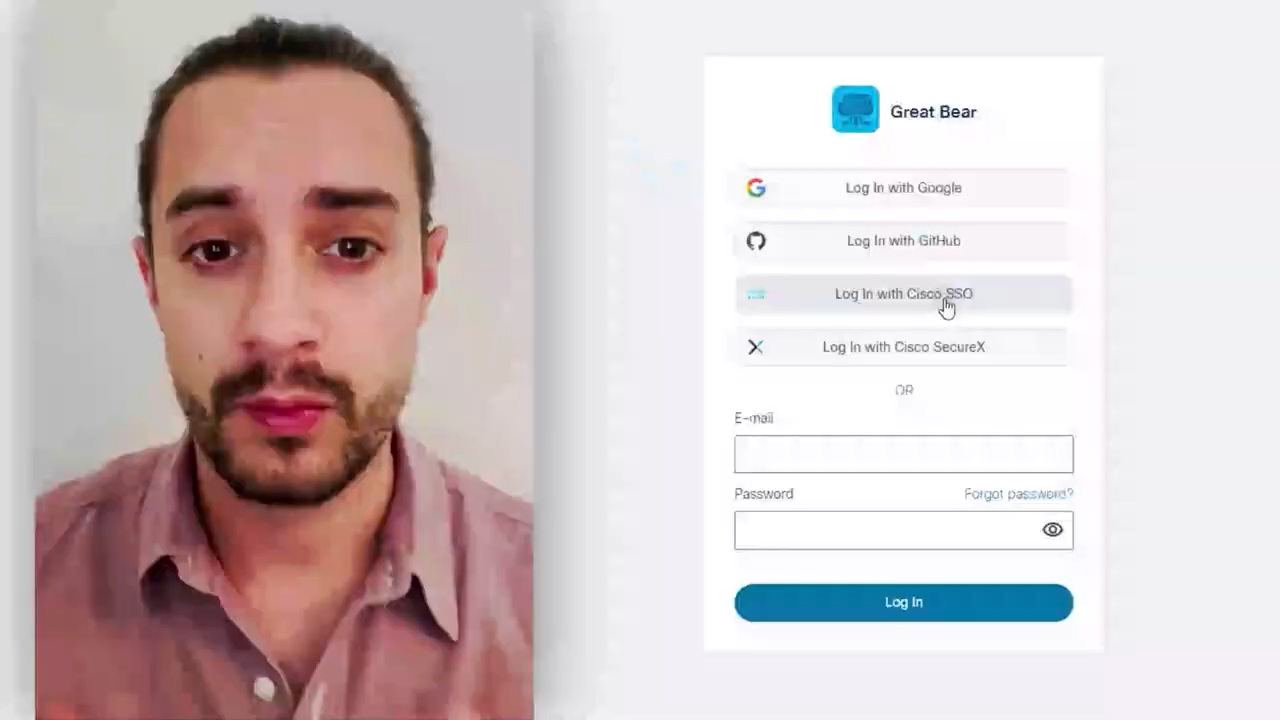 Great Bear
Log In with Google
Log In with GitHub
Log In with Cisco SSO
Log In with Cisco SecureX
OR
E-mail
Password
Forgot password?
Log In